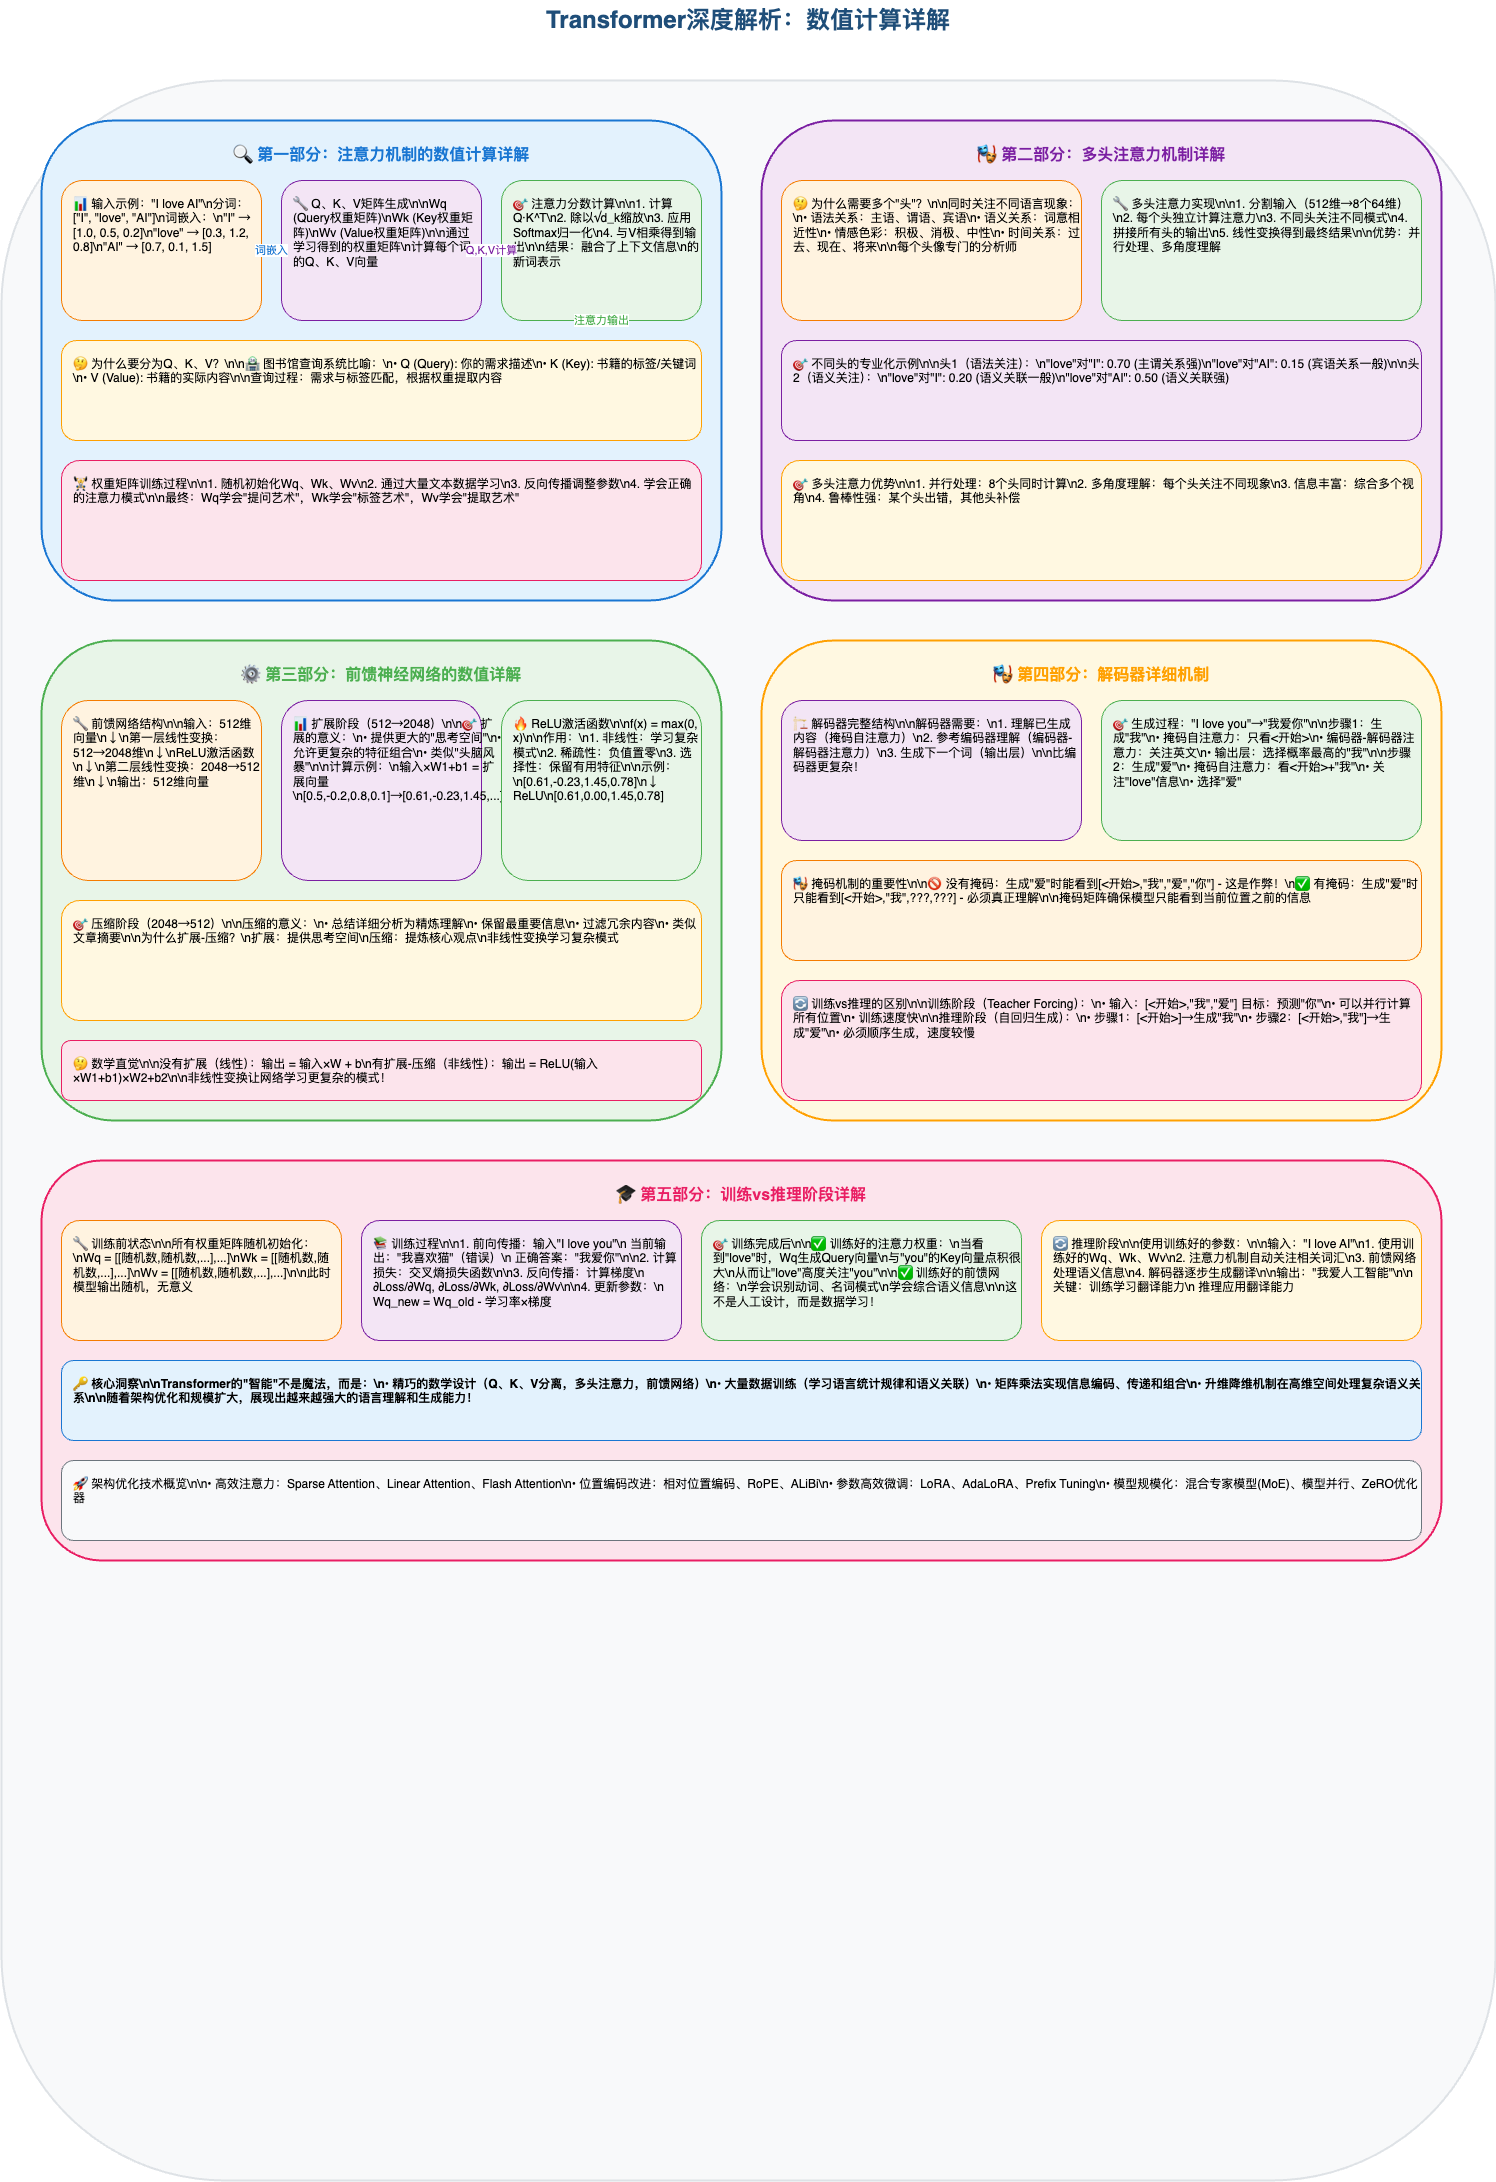 Transformer深度解析：数值计算详解
🔍 第一部分：注意力机制的数值计算详解
📊 输入示例："I love AI"\n分词：
["I", "love", "AI"]\n词嵌入：\n"I" →
[1.0, 0.5, 0.2]\n"love" → [0.3, 1.2,
0.8]\n"AI" → [0.7, 0.1, 1.5]
词嵌入
🔧 Q、K、V矩阵生成\n\nWq
(Query权重矩阵)\nWk (Key权重矩
阵)\nWv (Value权重矩阵)\n\n通过
学习得到的权重矩阵\n计算每个词
的Q、K、V向量
Q,K,V计算
🎯 注意力分数计算\n\n1. 计算
Q·K^T\n2. 除以√d_k缩放\n3. 应用
Softmax归一化\n4. 与V相乘得到输
出\n\n结果：融合了上下文信息\n的
新词表示
注意力输出
🤔 为什么要分为Q、K、V？\n\n🏫 图书馆查询系统比喻：\n• Q (Query): 你的需求描述\n• K (Key): 书籍的标签/关键词
\n• V (Value): 书籍的实际内容\n\n查询过程：需求与标签匹配，根据权重提取内容
🏋️ 权重矩阵训练过程\n\n1. 随机初始化Wq、Wk、Wv\n2. 通过大量文本数据学习\n3. 反向传播调整参数\n4. 学会正确
的注意力模式\n\n最终：Wq学会"提问艺术"，Wk学会"标签艺术"，Wv学会"提取艺术"
🎭 第二部分：多头注意力机制详解
🤔 为什么需要多个"头"？\n\n同时关注不同语言现象：
\n• 语法关系：主语、谓语、宾语\n• 语义关系：词意相
近性\n• 情感色彩：积极、消极、中性\n• 时间关系：过
去、现在、将来\n\n每个头像专门的分析师
🔧 多头注意力实现\n\n1. 分割输入（512维→8个64维）
\n2. 每个头独立计算注意力\n3. 不同头关注不同模式\n4.
拼接所有头的输出\n5. 线性变换得到最终结果\n\n优势：并
行处理、多角度理解
🎯 不同头的专业化示例\n\n头1（语法关注）：\n"love"对"I": 0.70 (主谓关系强)\n"love"对"AI": 0.15 (宾语关系一般)\n\n头
2（语义关注）：\n"love"对"I": 0.20 (语义关联一般)\n"love"对"AI": 0.50 (语义关联强)
🎯 多头注意力优势\n\n1. 并行处理：8个头同时计算\n2. 多角度理解：每个头关注不同现象\n3. 信息丰富：综合多个视
角\n4. 鲁棒性强：某个头出错，其他头补偿
⚙️ 第三部分：前馈神经网络的数值详解
🔧 前馈网络结构\n\n输入：512维
向量\n↓\n第一层线性变换：
512→2048维\n↓\nReLU激活函数
\n↓\n第二层线性变换：2048→512
维\n↓\n输出：512维向量
📊 扩展阶段（512→2048）\n\n🎯 扩
展的意义：\n• 提供更大的"思考空间"\n•
允许更复杂的特征组合\n• 类似"头脑风
暴"\n\n计算示例：\n输入×W1+b1 = 扩
展向量
\n[0.5,-0.2,0.8,0.1]→[0.61,-0.23,1.45,...]
🔥 ReLU激活函数\n\nf(x) = max(0,
x)\n\n作用：\n1. 非线性：学习复杂
模式\n2. 稀疏性：负值置零\n3. 选
择性：保留有用特征\n\n示例：
\n[0.61,-0.23,1.45,0.78]\n↓
ReLU\n[0.61,0.00,1.45,0.78]
🎯 压缩阶段（2048→512）\n\n压缩的意义：\n• 总结详细分析为精炼理解\n• 保留最重要信息\n• 过滤冗余内容\n• 类似
文章摘要\n\n为什么扩展-压缩？\n扩展：提供思考空间\n压缩：提炼核心观点\n非线性变换学习复杂模式
🤔 数学直觉\n\n没有扩展（线性）：输出 = 输入×W + b\n有扩展-压缩（非线性）：输出 = ReLU(输入
×W1+b1)×W2+b2\n\n非线性变换让网络学习更复杂的模式！
🎭 第四部分：解码器详细机制
🏗️ 解码器完整结构\n\n解码器需要：\n1. 理解已生成
内容（掩码自注意力）\n2. 参考编码器理解（编码器-
解码器注意力）\n3. 生成下一个词（输出层）\n\n比编
码器更复杂！
🎯 生成过程："I love you"→"我爱你"\n\n步骤1：生
成"我"\n• 掩码自注意力：只看<开始>\n• 编码器-解码器注
意力：关注英文\n• 输出层：选择概率最高的"我"\n\n步骤
2：生成"爱"\n• 掩码自注意力：看<开始>+"我"\n• 关
注"love"信息\n• 选择"爱"
🎭 掩码机制的重要性\n\n🚫 没有掩码：生成"爱"时能看到[<开始>,"我","爱","你"] - 这是作弊！\n✅ 有掩码：生成"爱"时
只能看到[<开始>,"我",???,???] - 必须真正理解\n\n掩码矩阵确保模型只能看到当前位置之前的信息
🔄 训练vs推理的区别\n\n训练阶段（Teacher Forcing）：\n• 输入：[<开始>,"我","爱"] 目标：预测"你"\n• 可以并行计算
所有位置\n• 训练速度快\n\n推理阶段（自回归生成）：\n• 步骤1：[<开始>]→生成"我"\n• 步骤2：[<开始>,"我"]→生
成"爱"\n• 必须顺序生成，速度较慢
🎓 第五部分：训练vs推理阶段详解
🔧 训练前状态\n\n所有权重矩阵随机初始化：
\nWq = [[随机数,随机数,...],...]\nWk = [[随机数,随
机数,...],...]\nWv = [[随机数,随机数,...],...]\n\n此时
模型输出随机，无意义
📚 训练过程\n\n1. 前向传播：输入"I love you"\n 当前输
出："我喜欢猫"（错误）\n 正确答案："我爱你"\n\n2. 计算
损失：交叉熵损失函数\n\n3. 反向传播：计算梯度\n
∂Loss/∂Wq, ∂Loss/∂Wk, ∂Loss/∂Wv\n\n4. 更新参数：\n
Wq_new = Wq_old - 学习率×梯度
🎯 训练完成后\n\n✅ 训练好的注意力权重：\n当看
到"love"时，Wq生成Query向量\n与"you"的Key向量点积很
大\n从而让"love"高度关注"you"\n\n✅ 训练好的前馈网
络：\n学会识别动词、名词模式\n学会综合语义信息\n\n这
不是人工设计，而是数据学习！
🔄 推理阶段\n\n使用训练好的参数：\n\n输入："I love AI"\n1. 使用训
练好的Wq、Wk、Wv\n2. 注意力机制自动关注相关词汇\n3. 前馈网络
处理语义信息\n4. 解码器逐步生成翻译\n\n输出："我爱人工智能"\n\n
关键：训练学习翻译能力\n 推理应用翻译能力
🔑 核心洞察\n\nTransformer的"智能"不是魔法，而是：\n• 精巧的数学设计（Q、K、V分离，多头注意力，前馈网络）\n• 大量数据训练（学习语言统计规律和语义关联）\n• 矩阵乘法实现信息编码、传递和组合\n• 升维降维机制在高维空间处理复杂语义关
系\n\n随着架构优化和规模扩大，展现出越来越强大的语言理解和生成能力！
🚀 架构优化技术概览\n\n• 高效注意力：Sparse Attention、Linear Attention、Flash Attention\n• 位置编码改进：相对位置编码、RoPE、ALiBi\n• 参数高效微调：LoRA、AdaLoRA、Prefix Tuning\n• 模型规模化：混合专家模型(MoE)、模型并行、ZeRO优化
器